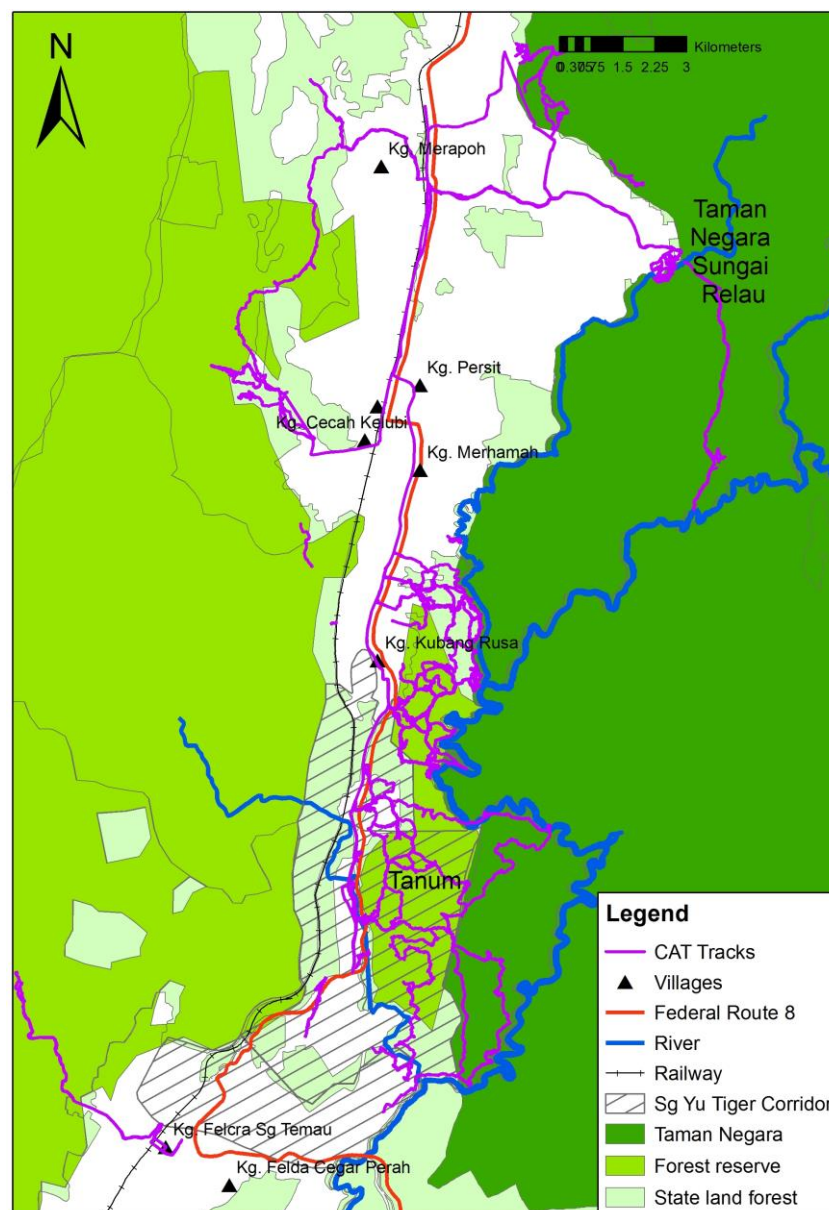 N
Kilometers
0 0.375 0.75 1.5 2.25 3
Kg. Merapoh
Taman
Negara
Sungai
Relau
Kg. Persit
Kg. Cecah Kelubi
Kg. Merhamah
Kg. Kubang Rusa
Tanum
Kg. Felcra Sg Temau
Kg. Felda Cegar Perah
Legend
CAT Tracks
Villages
Federal Route 8
River
Railway
Sg Yu Tiger Corridor
Taman Negara
Forest reserve
State land forest